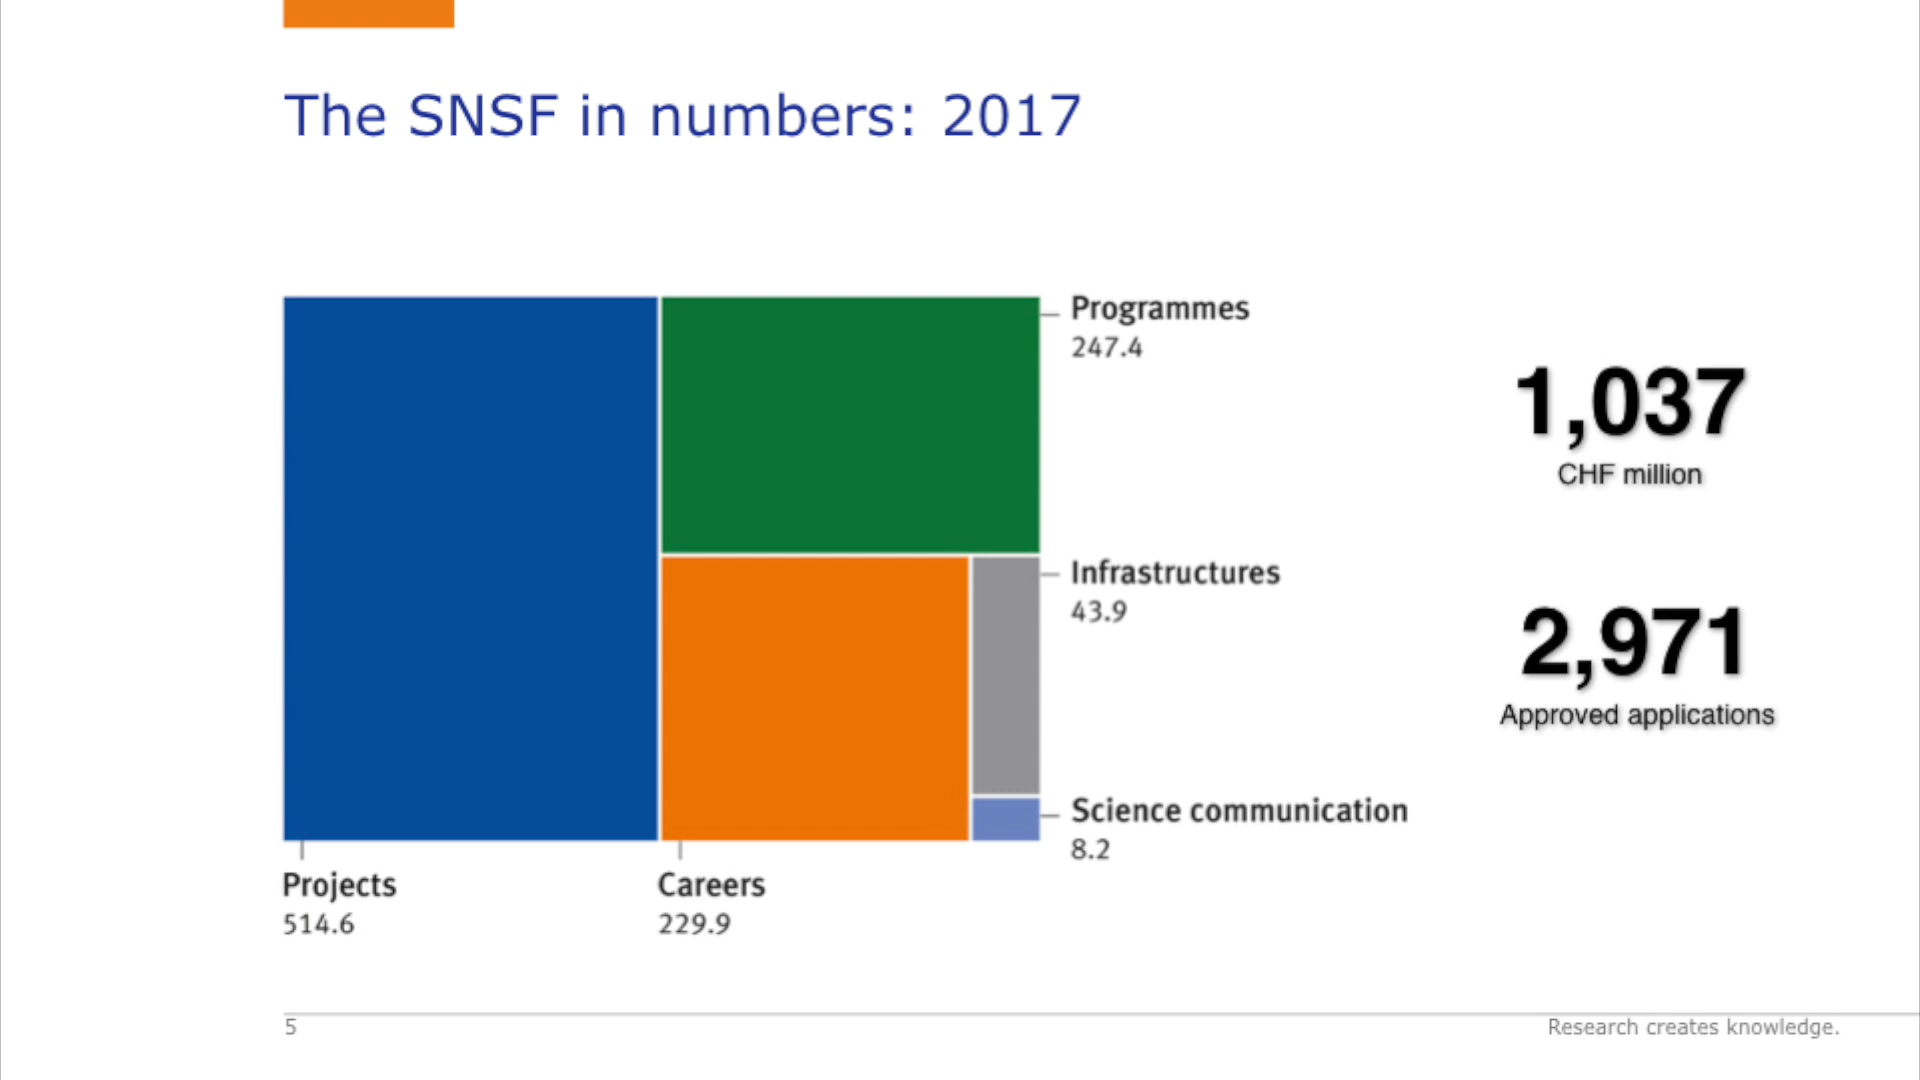 The SNSF in numbers: 2017
Programmes
247.4
1,037
CHF million
Infrastructures
43.9
2,971
Approved applications
Science communication
8.2
Projects
514.6
Careers
229.9
5
Research creates knowledge.